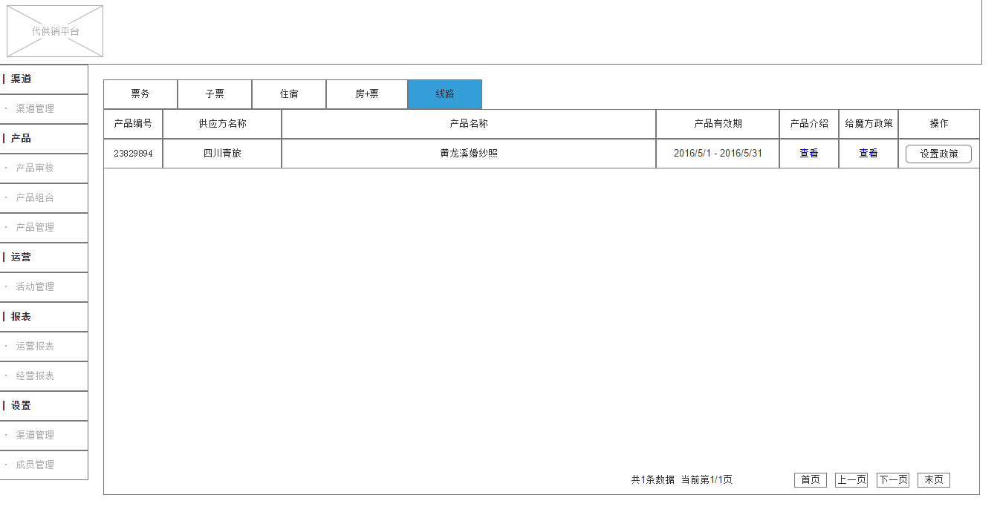 代供销平台
渠道
· 渠道管理
产品
· 产品审核
· 产品组合
· 产品管理
运营
· 活动管理
报表
· 运营报表
· 经营报表
设置
· 渠道管理
· 成员管理
票务 子票 住宿 房+票 线路
产品编号 供应方名称 产品名称 产品有效期 产品介绍 给魔方政策 操作
23829894 四川青旅 黄龙溪婚纱照 2016/5/1 - 2016/5/31 查看 查看 设置政策
共1条数据 当前第1/1页 首页 上一页 下一页 末页